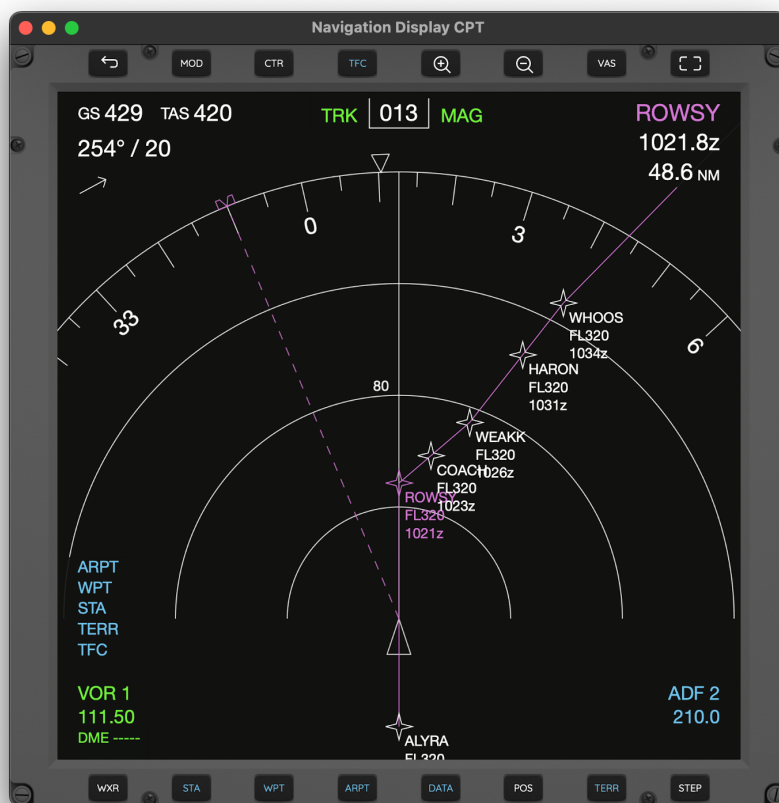 Navigation Display CPT
MOD CTR TFC VAS
GS 429 TAS 420
254° / 20
TRK 013 MAG
ROWSY
1021.8z
48.6 NM
33
0
3
6
80
WHOOS
FL320
1034z
HARON
FL320
1031z
WEAKK
FL320
1026z
COACH
FL320
1023z
ROWSY
FL320
1021z
ARPT
WPT
STA
TERR
TFC
VOR 1
111.50
DME -----
ADF 2
210.0
ALYRA
FL320
WXR STA WPT ARPT DATA POS TERR STEP